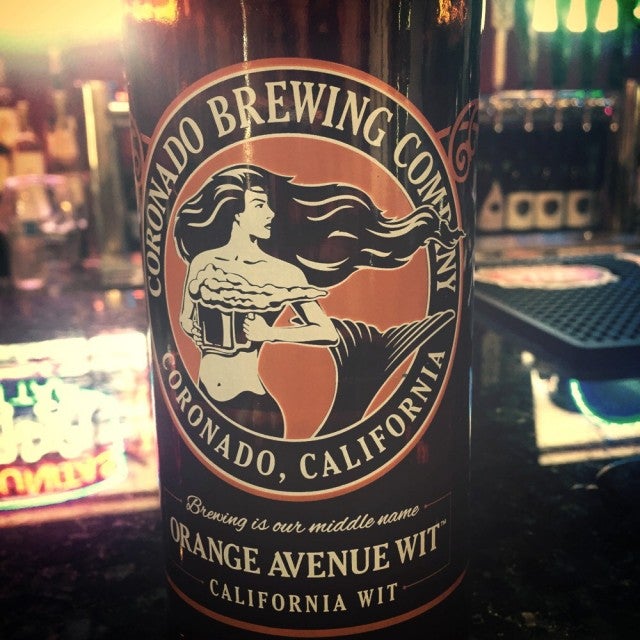 CORONADO BREWING COMPANY
CORONADO, CALIFORNIA
Brewing is our middle name
ORANGE AVENUE WIT™
CALIFORNIA WIT